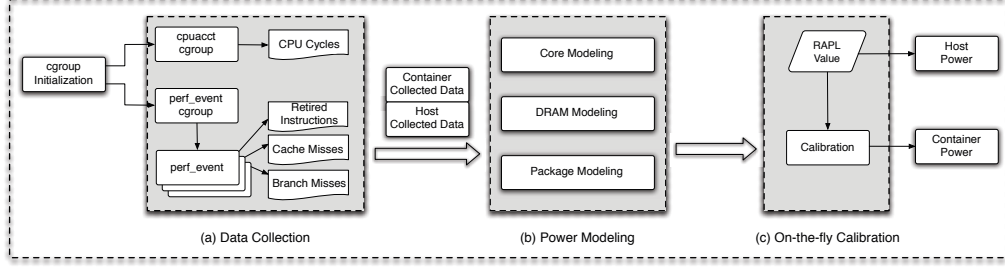 cgroup
Initialization
cpuacct
cgroup
CPU Cycles
perf_event
cgroup
Retired
Instructions
perf_event
Cache Misses
Branch Misses
(a) Data Collection
Container
Collected Data
Host
Collected Data
Core Modeling
DRAM Modeling
Package Modeling
(b) Power Modeling
RAPL
Value
Host
Power
Calibration
Container
Power
(c) On-the-fly Calibration